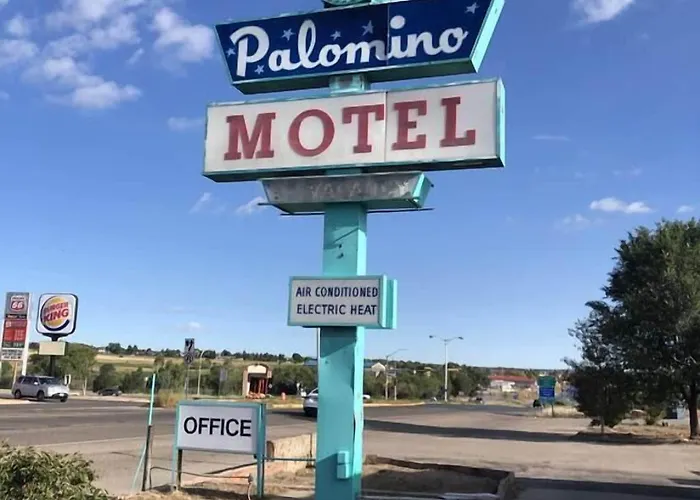 Palomino
MOTEL
AIR CONDITIONED
ELECTRIC HEAT
66
BURGER
KING
OFFICE